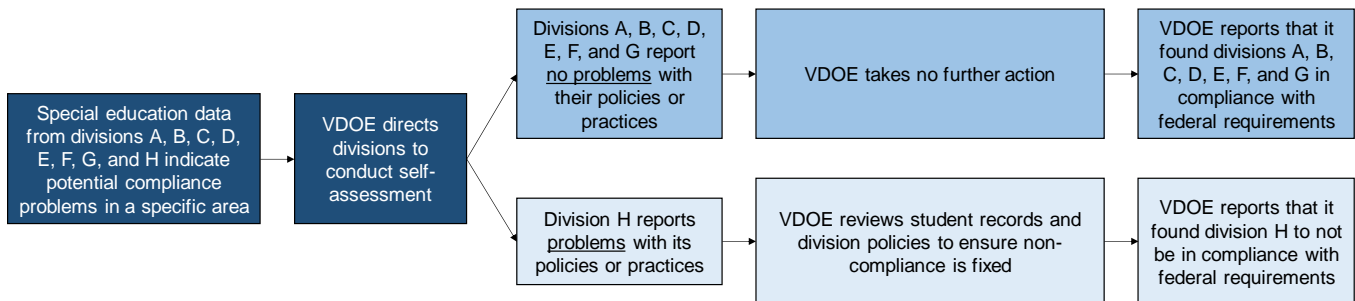 Special education data
from divisions A, B, C, D,
E, F, G, and H indicate
potential compliance
problems in a specific area
VDOE directs
divisions to
conduct self-
assessment
Divisions A, B, C, D,
E, F, and G report
no problems with
their policies or
practices
VDOE takes no further action
VDOE reports that it
found divisions A, B,
C, D, E, F, and G in
compliance with
federal requirements
Division H reports
problems with its
policies or practices
VDOE reviews student records and
division policies to ensure non-
compliance is fixed
VDOE reports that it
found division H to not
be in compliance with
federal requirements